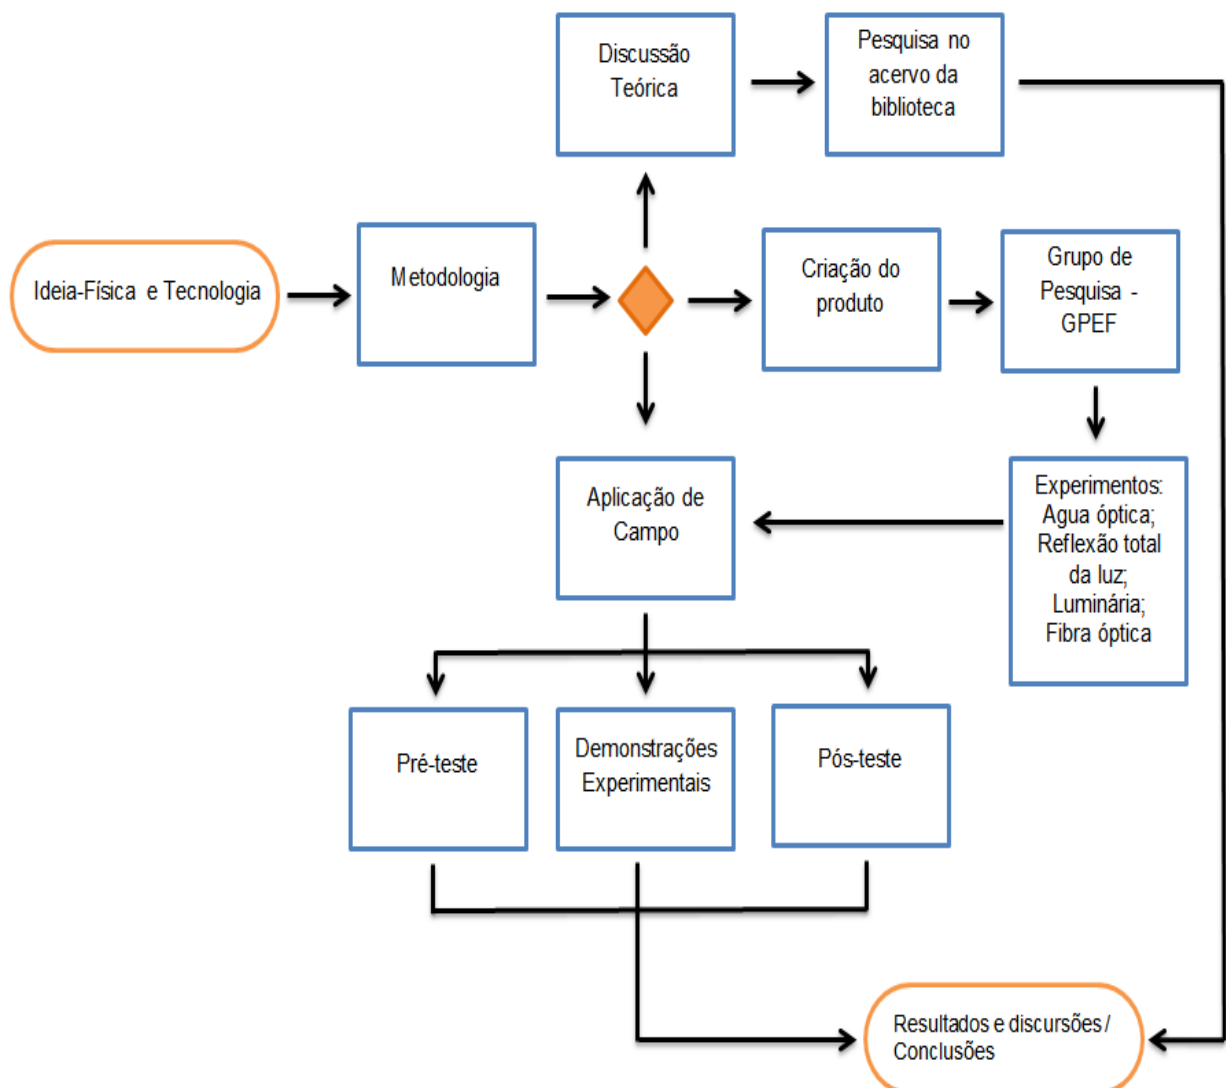 Discussão
Teórica
Pesquisa no
acervo da
biblioteca
Ideia-Física e Tecnologia
Metodologia
Criação do
produto
Grupo de
Pesquisa -
GPEF
Aplicação de
Campo
Experimentos:
Agua óptica;
Reflexão total
da luz;
Luminária;
Fibra óptica
Pré-teste
Demonstrações
Experimentais
Pós-teste
Resultados e discursões /
Conclusões